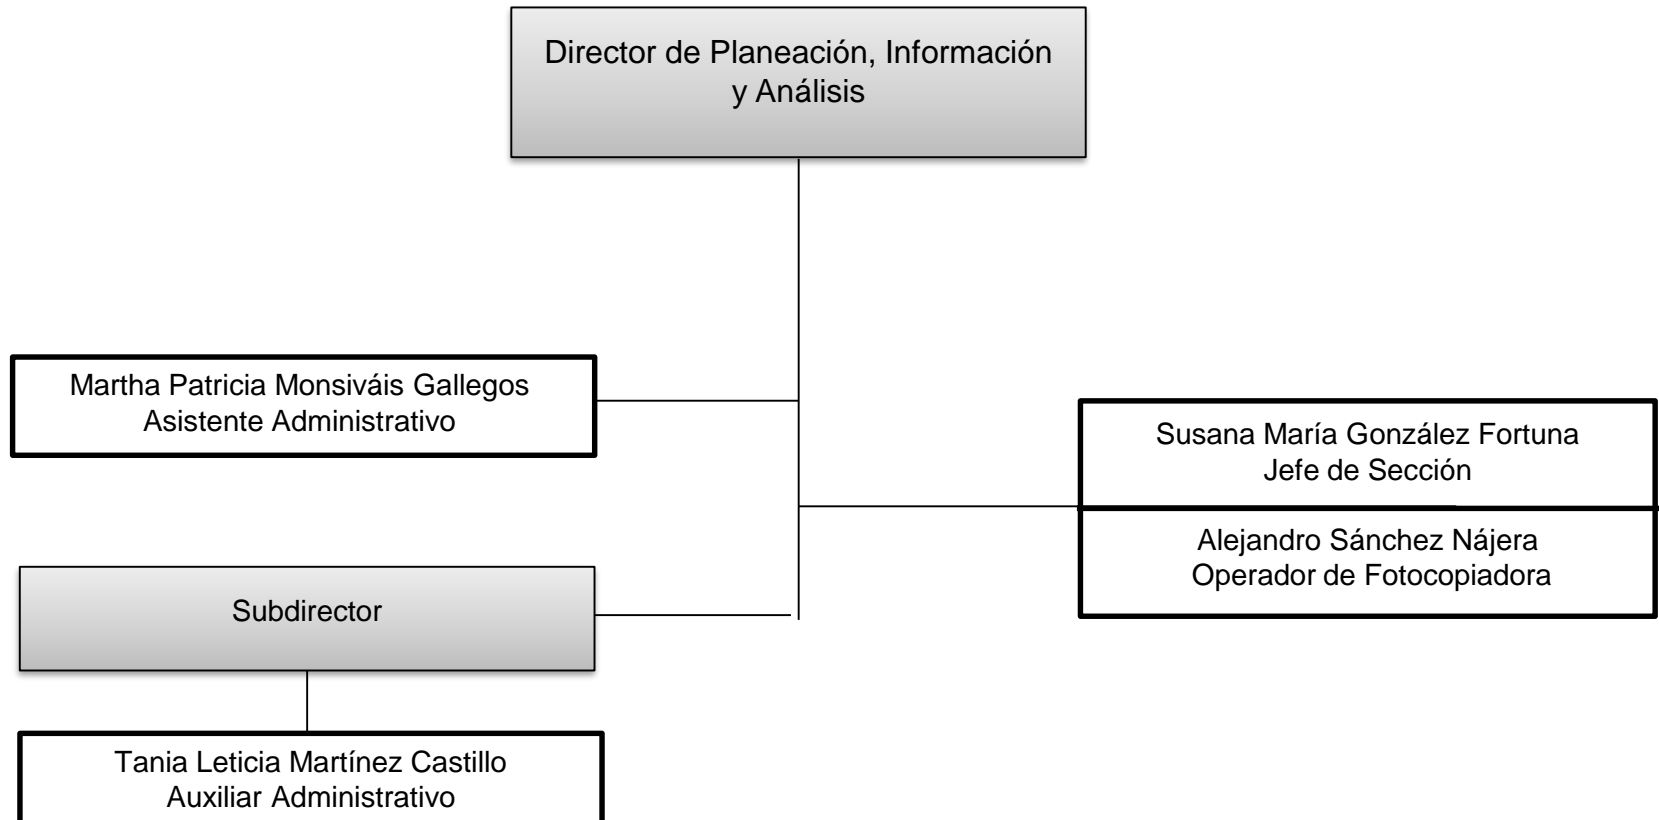 Director de Planeación, Información
y Análisis
Martha Patricia Monsiváis Gallegos
Asistente Administrativo
Susana María González Fortuna
Jefe de Sección
Alejandro Sánchez Nájera
Operador de Fotocopiadora
Subdirector
Tania Leticia Martínez Castillo
Auxiliar Administrativo